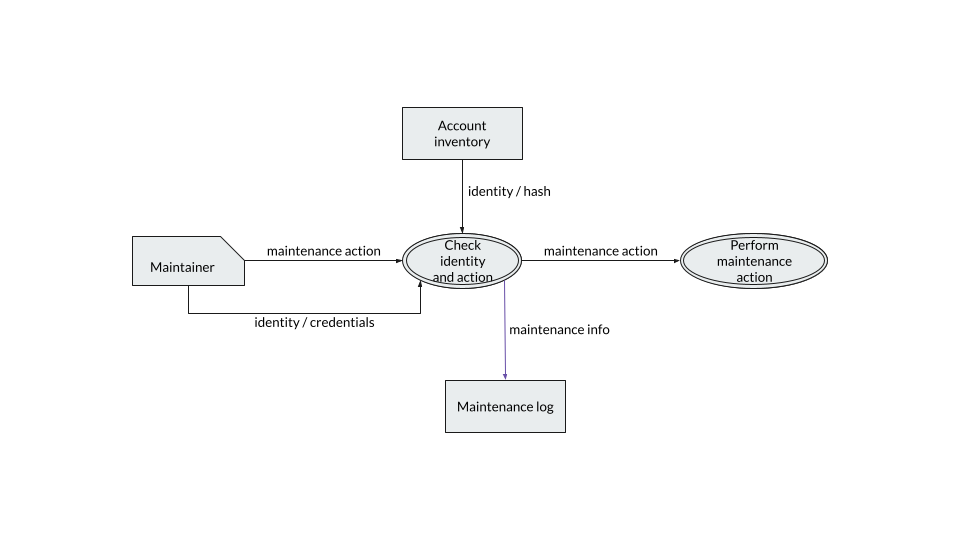 Account
inventory
identity / hash
maintenance action
Check
identity
and action
maintenance action
Perform
maintenance
action
Maintainer
identity / credentials
maintenance info
Maintenance log